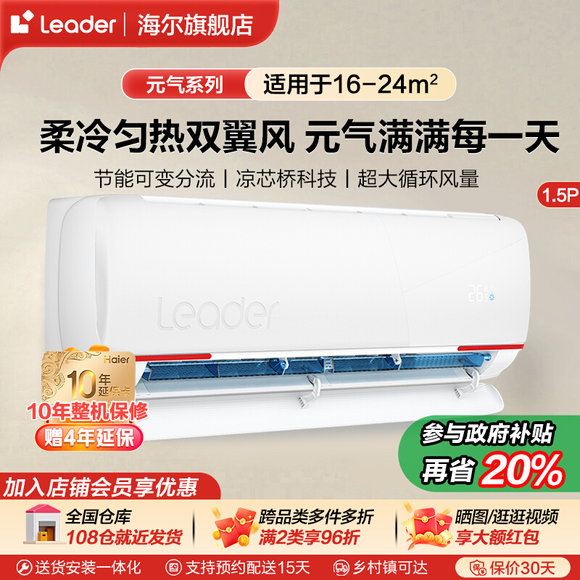 Leader 海尔旗舰店
元气系列 适用于16-24m²
柔冷匀热双翼风 元气满满每一天
节能可变分流 | 凉芯桥科技 | 超大循环风量
1.5P
26
Leader
Haier
10年
延保卡
10年整机保修
赠4年延保
参与政府补贴
再省20%
加入店铺会员享优惠
全国仓库
108仓就近发货
跨品类多件多折
满2类享96折
晒图/逛逛视频
享大额红包
送货安装一体化
支持预约配送15天
乡村镇可达
保价30天